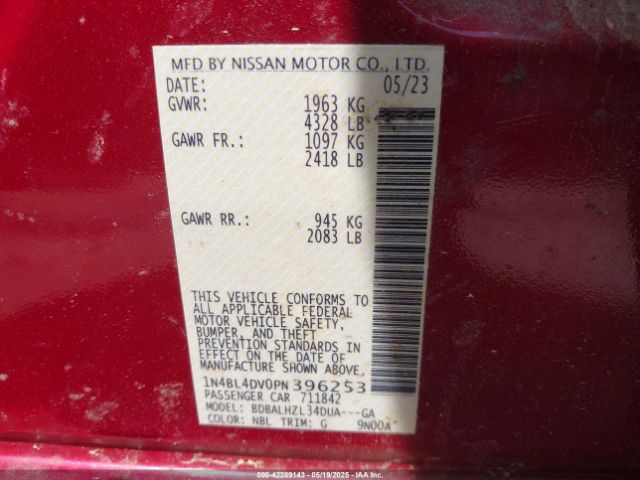 MFD BY NISSAN MOTOR CO., LTD.
DATE: 05/23
GVWR: 1963 KG
4328 LB
GAWR FR.: 1097 KG
2418 LB
GAWR RR.: 945 KG
2083 LB
THIS VEHICLE CONFORMS TO
ALL APPLICABLE FEDERAL
MOTOR VEHICLE SAFETY,
BUMPER, AND THEFT
PREVENTION STANDARDS IN
EFFECT ON THE DATE OF
MANUFACTURE SHOWN ABOVE.
1N4BL4DV0PN396253
PASSENGER CAR 711842
MODEL: BDBALHZL34DUA---GA
COLOR: NBL TRIM: G 9N00A
000-42289143 - 05/19/2025 - IAA Inc.